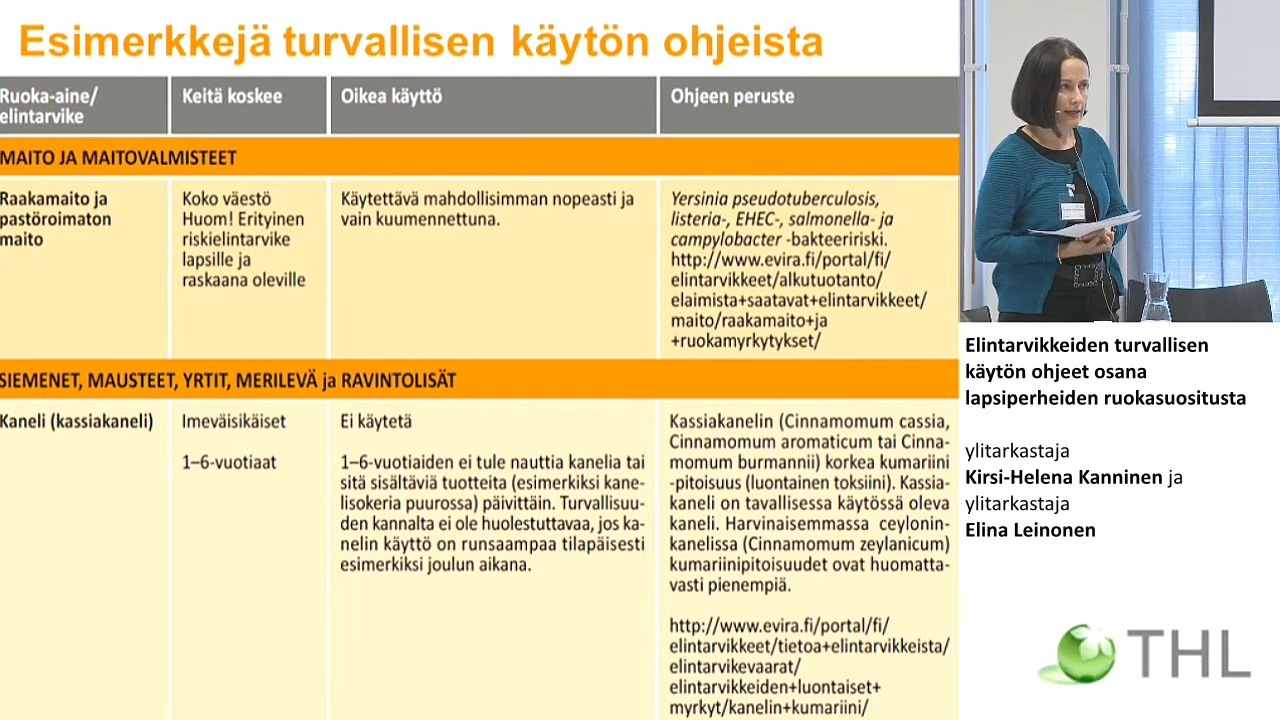 Esimerkkejä turvallisen käytön ohjeista
Ruoka-aine/
elintarvike
Keitä koskee
Oikea käyttö
Ohjeen peruste
MAITO JA MAITOVALMISTEET
Raakamaito ja
pastöroimaton
maito
Koko väestö
Huom! Erityinen
riskielintarvike
lapsille ja
raskaana oleville
Käytettävä mahdollisimman nopeasti ja
vain kuumennettuna.
Yersinia pseudotuberculosis,
listeria-, EHEC-, salmonella- ja
campylobacter -bakteeririski.
http://www.evira.fi/portal/fi/
elintarvikkeet/alkutuotanto/
elaimista+saatavat+elintarvikkeet/
maito/raakamaito+ja
+ruokamyrkytykset/
SIEMENET, MAUSTEET, YRTIT, MERILEVÄ ja RAVINTOLISÄT
Kaneli (kassiakaneli)
Imeväisikäiset
Ei käytetä
1–6-vuotiaat
1–6-vuotiaiden ei tule nauttia kanelia tai
sitä sisältäviä tuotteita (esimerkiksi kane-
lisokeria puurossa) päivittäin. Turvallisuu-
den kannalta ei ole huolestuttavaa, jos ka-
nelin käyttö on runsaampaa tilapäisesti
esimerkiksi joulun aikana.
Kassiakanelin (Cinnamomum cassia,
Cinnamomum aromaticum tai Cinna-
momum burmannii) korkea kumariini
-pitoisuus (luontainen toksiini). Kassia-
kaneli on tavallisessa käytössä oleva
kaneli. Harvinaisemmassa ceylonin-
kanelissa (Cinnamomum zeylanicum)
kumariinipitoisuudet ovat huomatta-
vasti pienempiä.
http://www.evira.fi/portal/fi/
elintarvikkeet/tietoa+elintarvikkeista/
elintarvikevaarat/
elintarvikkeiden+luontaiset+
myrkyt/kanelin+kumariini/
Elintarvikkeiden turvallisen
käytön ohjeet osana
lapsiperheiden ruokasuositusta
ylitarkastaja
Kirsi-Helena Kanninen ja
ylitarkastaja
Elina Leinonen
THL